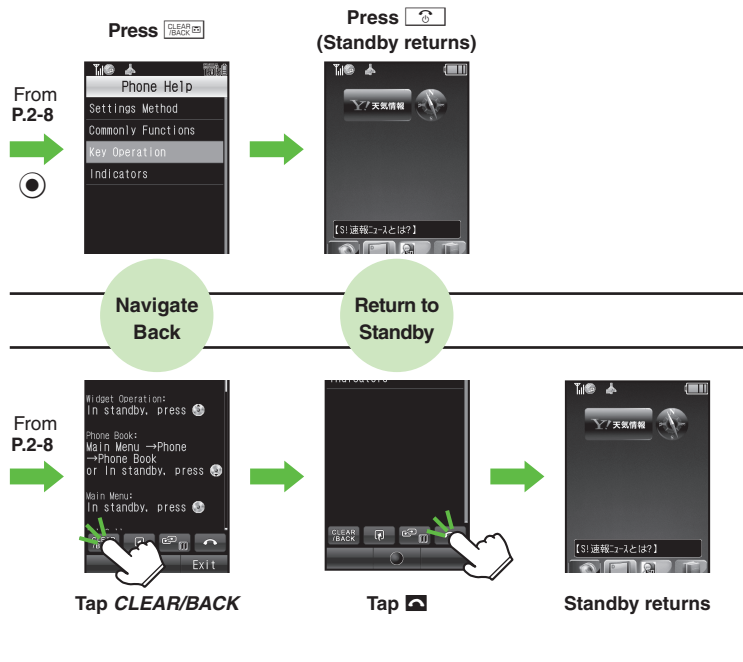 Press CLEAR/BACK
Press
(Standby returns)
From
P.2-8
Phone Help
Settings Method
Commonly Functions
Key Operation
Indicators
Y! 天気情報
【S!速報ﾆｭｰｽとは?】
Navigate
Back
Return to
Standby
From
P.2-8
Widget Operation:
In standby, press
Phone Book:
Main Menu →Phone
→Phone Book
or In standby, press
Main Menu:
In standby, press
Exit
Tap CLEAR/BACK
Indicators
CLEAR
/BACK
Tap
Y! 天気情報
【S!速報ﾆｭｰｽとは?】
Standby returns